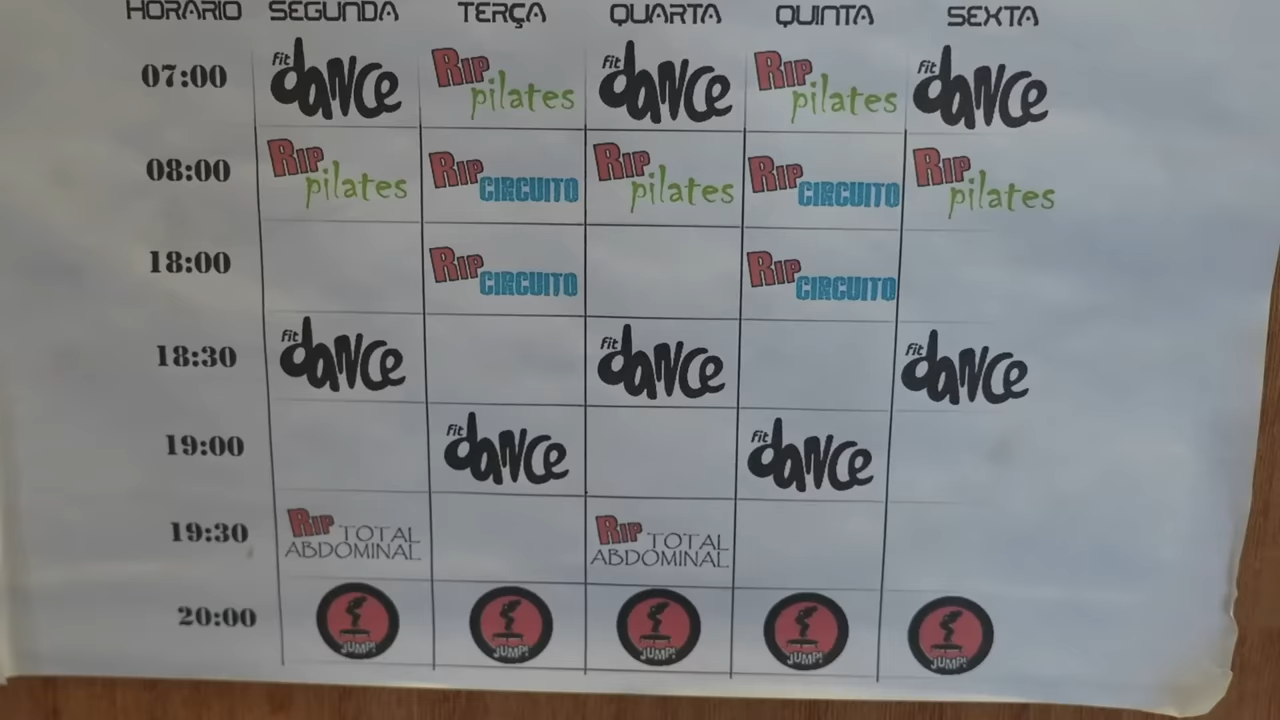 HORÁRIO SEGUNDA TERÇA QUARTA QUINTA SEXTA
07:00 Fit dance RIP pilates Fit dance RIP pilates Fit dance
08:00 RIP pilates RIP CIRCUITO RIP pilates RIP CIRCUITO RIP pilates
18:00 RIP CIRCUITO RIP CIRCUITO
18:30 Fit dance Fit dance Fit dance
19:00 Fit dance Fit dance
19:30 RIP TOTAL ABDOMINAL RIP TOTAL ABDOMINAL
20:00 JUMP! JUMP! JUMP! JUMP! JUMP!